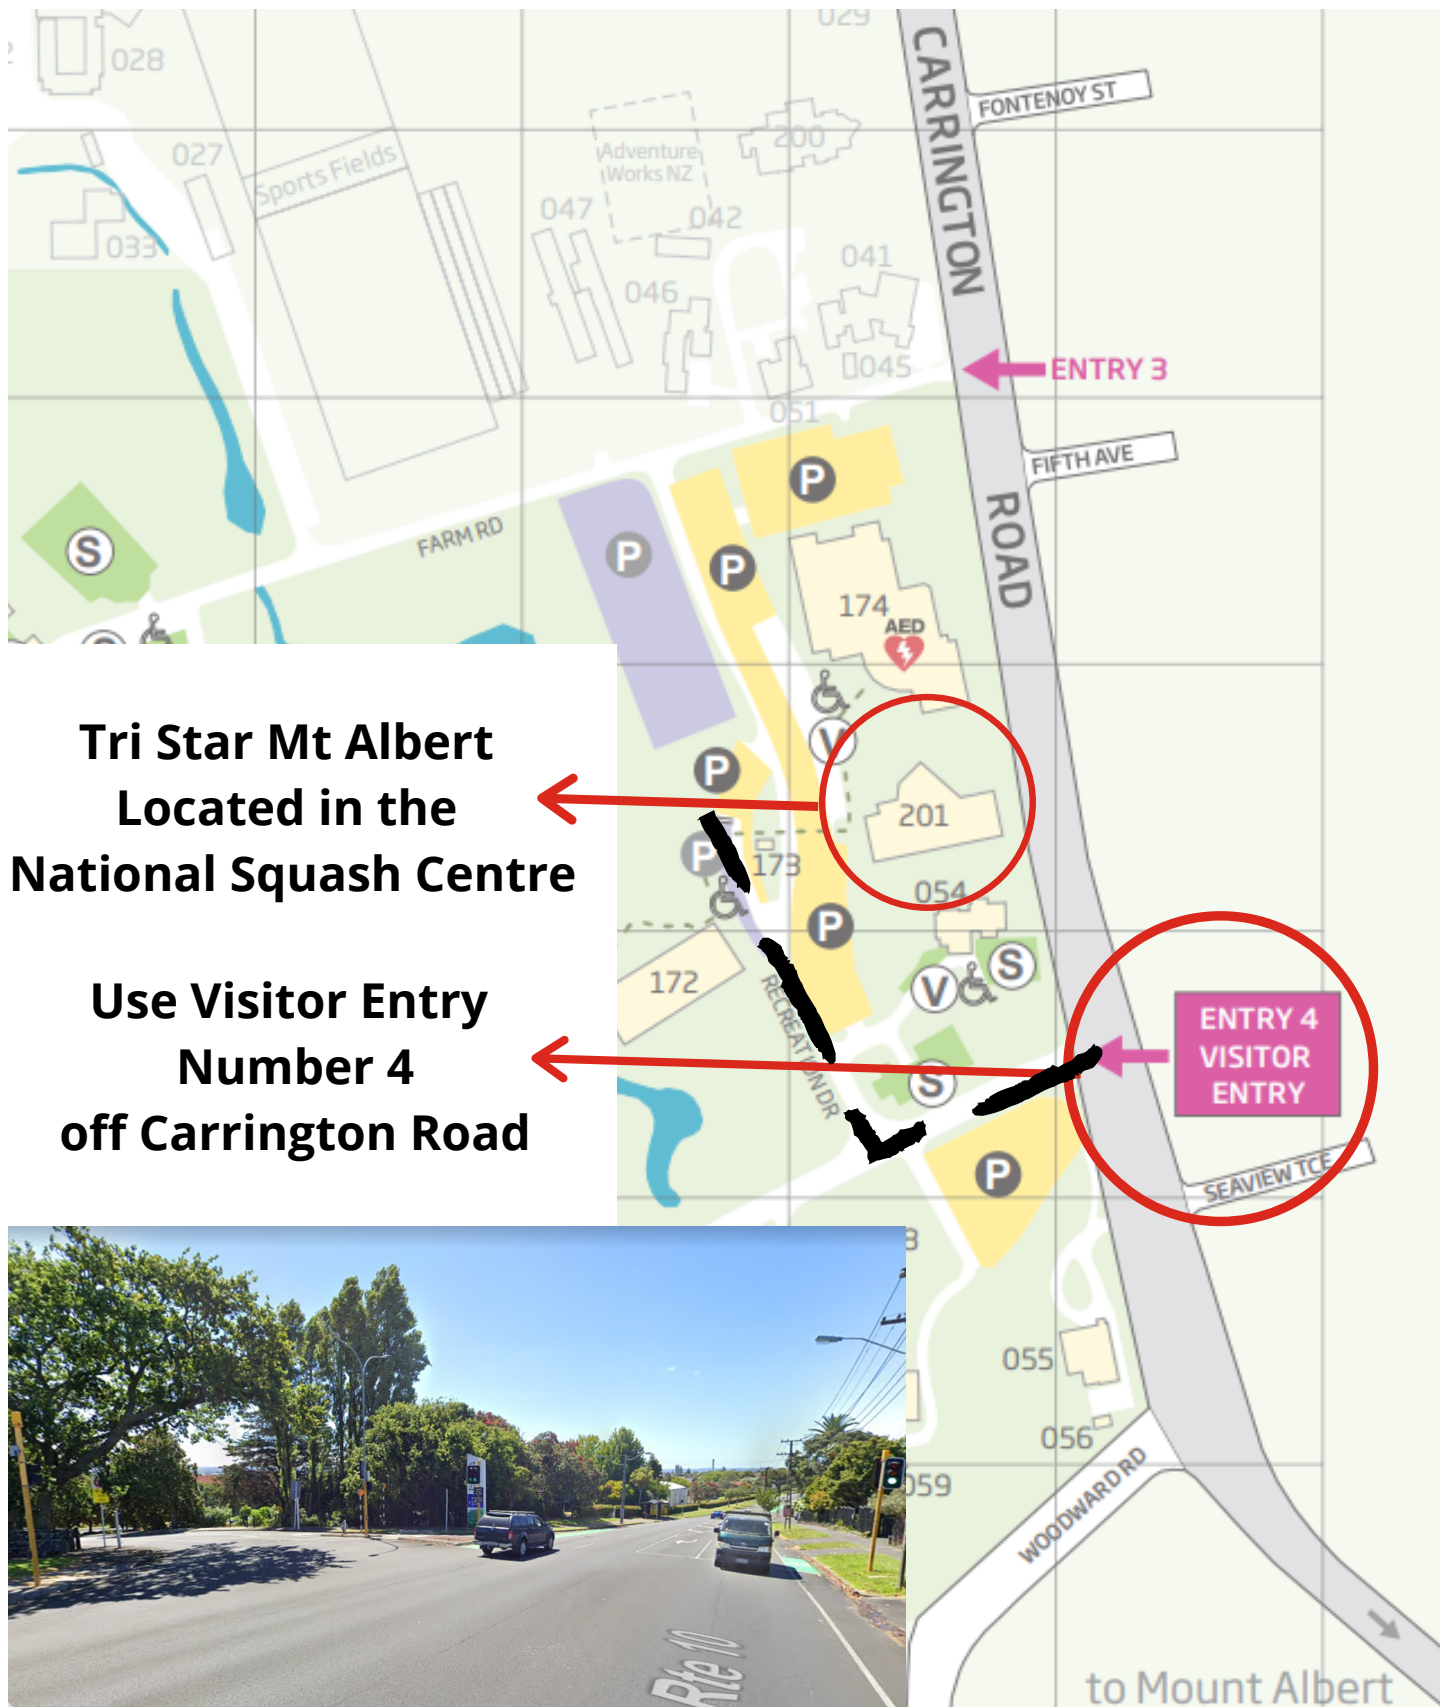 029
028
CARRINGTON
FONTENOY ST
027
Sports Fields
Adventure
Works NZ
200
047
042
033
041
046
045
ENTRY 3
051
FIFTH AVE
P
ROAD
FARM RD
P
P
S
174
AED
V
Tri Star Mt Albert
Located in the
National Squash Centre
P
201
P
173
054
P
172
V
S
RECREATION DR
Use Visitor Entry
Number 4
off Carrington Road
ENTRY 4
VISITOR
ENTRY
S
P
SEAVIEW TCE
055
056
059
WOODWARD RD
Rte 10
to Mount Albert